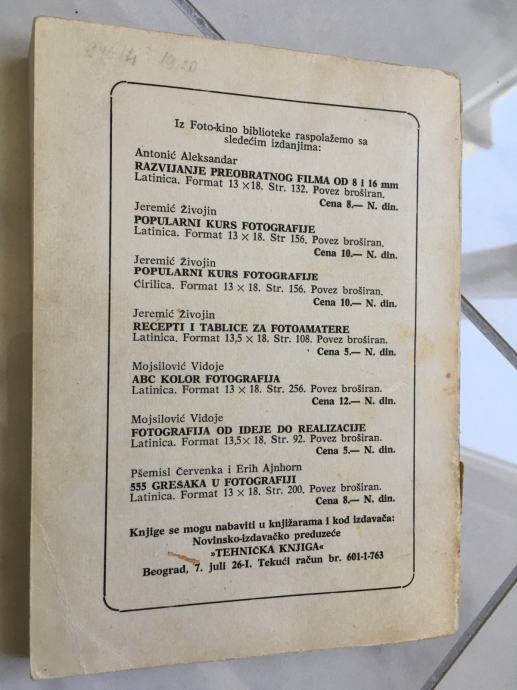 Iz Foto-kino biblioteke raspolažemo sa
sledećim izdanjima:
Antonić Aleksandar
RAZVIJANJE PREOBRATNOG FILMA OD 8 i 16 mm
Latinica. Format 13 × 18. Str. 132. Povez broširan.
Cena 8.— N. din.
Jeremić Živojin
POPULARNI KURS FOTOGRAFIJE
Latinica. Format 13 × 18. Str 156. Povez broširan.
Cena 10.— N. din.
Jeremić Živojin
POPULARNI KURS FOTOGRAFIJE
Ćirilica. Format 13 × 18. Str. 156. Povez broširan.
Cena 10.— N. din.
Jeremić Živojin
RECEPTI I TABLICE ZA FOTOAMATERE
Latinica. Format 13,5 × 18. Str. 108. Povez broširan.
Cena 5.— N. din.
Mojsilović Vidoje
ABC KOLOR FOTOGRAFIJA
Latinica. Format 13 × 18. Str. 256. Povez broširan.
Cena 12.— N. din.
Mojsilović Vidoje
FOTOGRAFIJA OD IDEJE DO REALIZACIJE
Latinica. Format 13,5 × 18. Str. 92. Povez broširan.
Cena 5.— N. din.
Pšemisl Červenka i Erih Ajnhorn
555 GREŠAKA U FOTOGRAFIJI
Latinica. Format 13 × 18. Str. 200. Povez broširan.
Cena 8.— N. din.
Knjige se mogu nabaviti u knjižarama i kod izdavača:
Novinsko-izdavačko preduzeće
»TEHNIČKA KNJIGA«
Beograd, 7. juli 26-I. Tekući račun br. 601-1-763